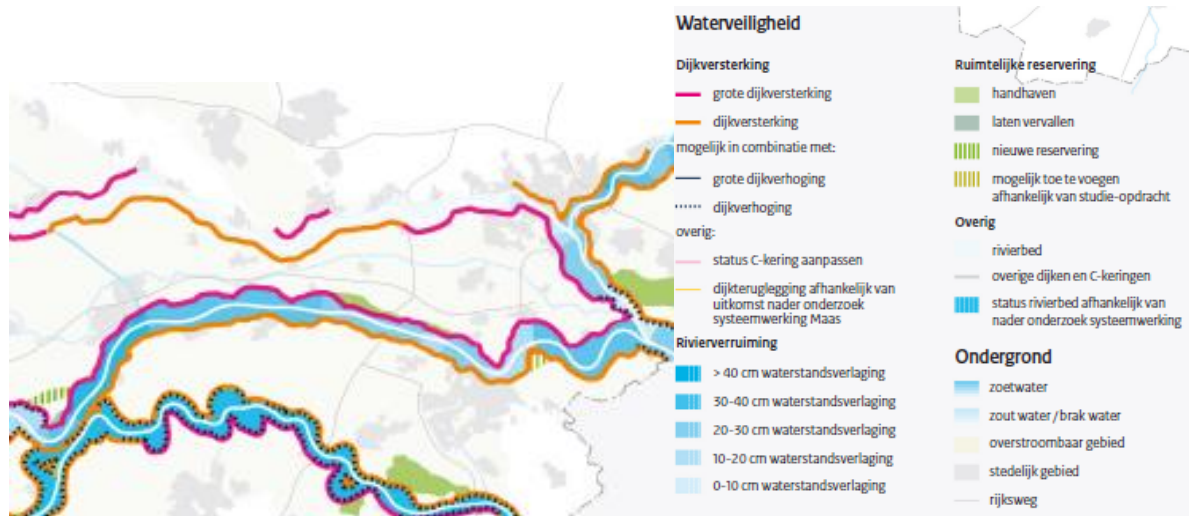 Waterveiligheid
Dijkversterking
grote dijkversterking
dijkversterking
mogelijk in combinatie met:
grote dijkverhoging
dijkverhoging
overig:
status C-kering aanpassen
dijkteruglegging afhankelijk van
uitkomst nader onderzoek
systeemwerking Maas
Rivierverruiming
> 40 cm waterstandsverlaging
30-40 cm waterstandsverlaging
20-30 cm waterstandsverlaging
10-20 cm waterstandsverlaging
0-10 cm waterstandsverlaging
Ruimtelijke reservering
handhaven
laten vervallen
nieuwe reservering
mogelijk toe te voegen
afhankelijk van studie-opdracht
Overig
rivierbed
overige dijken en C-keringen
status rivierbed afhankelijk van
nader onderzoek systeemwerking
Ondergrond
zoetwater
zout water / brak water
overstroombaar gebied
stedelijk gebied
rijksweg